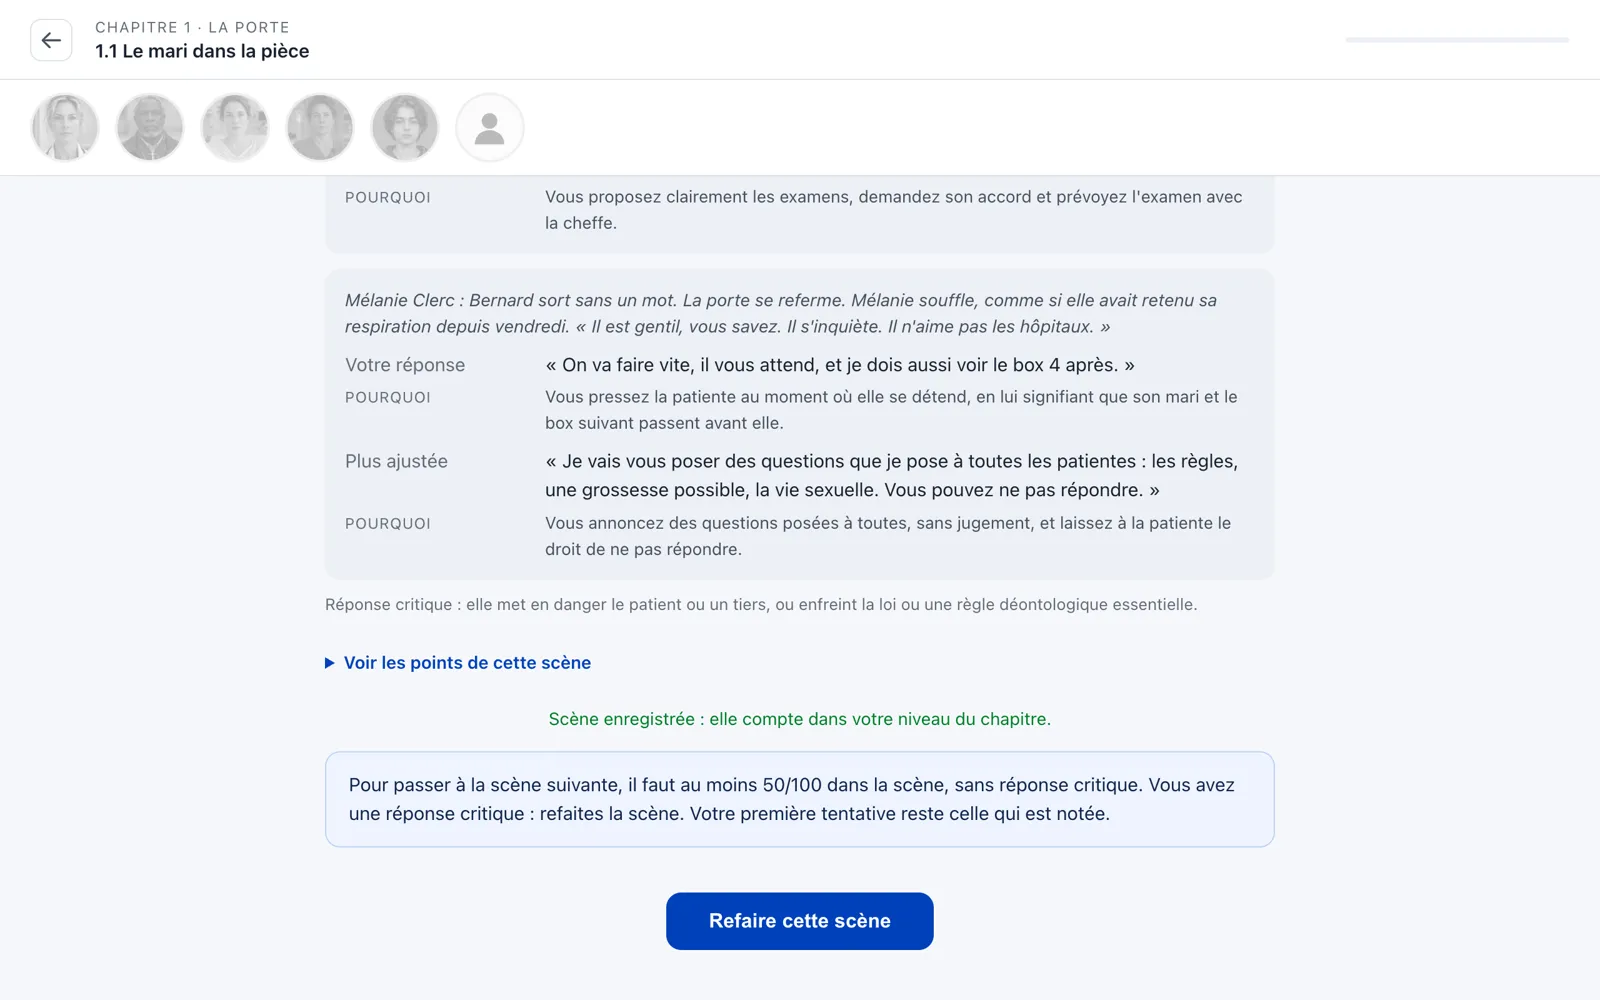 CHAPITRE 1 · LA PORTE
1.1 Le mari dans la pièce
POURQUOI
Vous proposez clairement les examens, demandez son accord et prévoyez l'examen avec
la cheffe.
Mélanie Clerc : Bernard sort sans un mot. La porte se referme. Mélanie souffle, comme si elle avait retenu sa
respiration depuis vendredi. « Il est gentil, vous savez. Il s'inquiète. Il n'aime pas les hôpitaux. »
Votre réponse
« On va faire vite, il vous attend, et je dois aussi voir le box 4 après. »
POURQUOI
Vous pressez la patiente au moment où elle se détend, en lui signifiant que son mari et le
box suivant passent avant elle.
Plus ajustée
« Je vais vous poser des questions que je pose à toutes les patientes : les règles,
une grossesse possible, la vie sexuelle. Vous pouvez ne pas répondre. »
POURQUOI
Vous annoncez des questions posées à toutes, sans jugement, et laissez à la patiente le
droit de ne pas répondre.
Réponse critique : elle met en danger le patient ou un tiers, ou enfreint la loi ou une règle déontologique essentielle.
Voir les points de cette scène
Scène enregistrée : elle compte dans votre niveau du chapitre.
Pour passer à la scène suivante, il faut au moins 50/100 dans la scène, sans réponse critique. Vous avez
une réponse critique : refaites la scène. Votre première tentative reste celle qui est notée.
Refaire cette scène